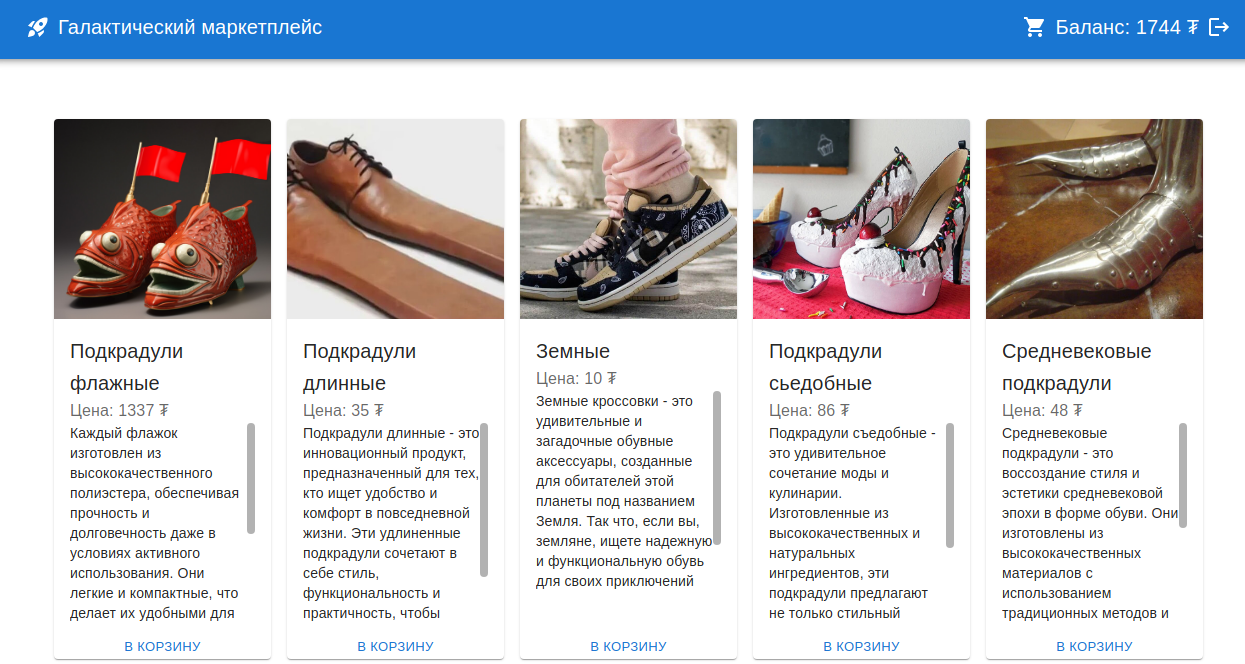 Галактический маркетплейс
Баланс: 1744 ₮
Подкрадули
флажные
Цена: 1337 ₮
Каждый флажок
изготовлен из
высококачественного
полиэстера, обеспечивая
прочность и
долговечность даже в
условиях активного
использования. Они
легкие и компактные, что
делает их удобными для
В КОРЗИНУ
Подкрадули
длинные
Цена: 35 ₮
Подкрадули длинные - это
инновационный продукт,
предназначенный для тех,
кто ищет удобство и
комфорт в повседневной
жизни. Эти удлиненные
подкрадули сочетают в
себе стиль,
функциональность и
практичность, чтобы
В КОРЗИНУ
Земные
Цена: 10 ₮
Земные кроссовки - это
удивительные и
загадочные обувные
аксессуары, созданные
для обитателей этой
планеты под названием
Земля. Так что, если вы,
земляне, ищете надежную
и функциональную обувь
для своих приключений
В КОРЗИНУ
Подкрадули
сьедобные
Цена: 86 ₮
Подкрадули съедобные -
это удивительное
сочетание моды и
кулинарии.
Изготовленные из
высококачественных и
натуральных
ингредиентов, эти
подкрадули предлагают
не только стильный
В КОРЗИНУ
Средневековые
подкрадули
Цена: 48 ₮
Средневековые
подкрадули - это
воссоздание стиля и
эстетики средневековой
эпохи в форме обуви. Они
изготовлены из
высококачественных
материалов с
использованием
традиционных методов и
В КОРЗИНУ